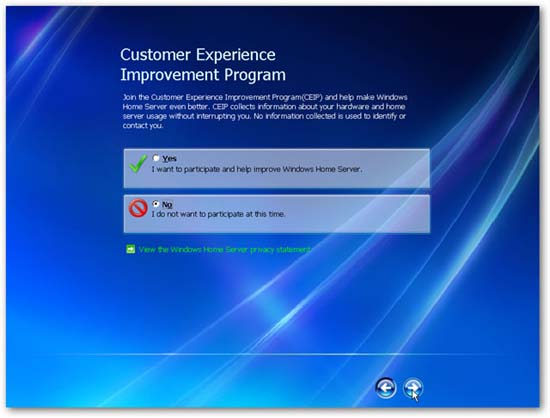 Customer Experience
Improvement Program
Join the Customer Experience Improvement Program(CEIP) and help make Windows
Home Server even better. CEIP collects information about your hardware and home
server usage without interrupting you. No information collected is used to identify or
contact you.
Yes
I want to participate and help improve Windows Home Server.
No
I do not want to participate at this time.
View the Windows Home Server privacy statement